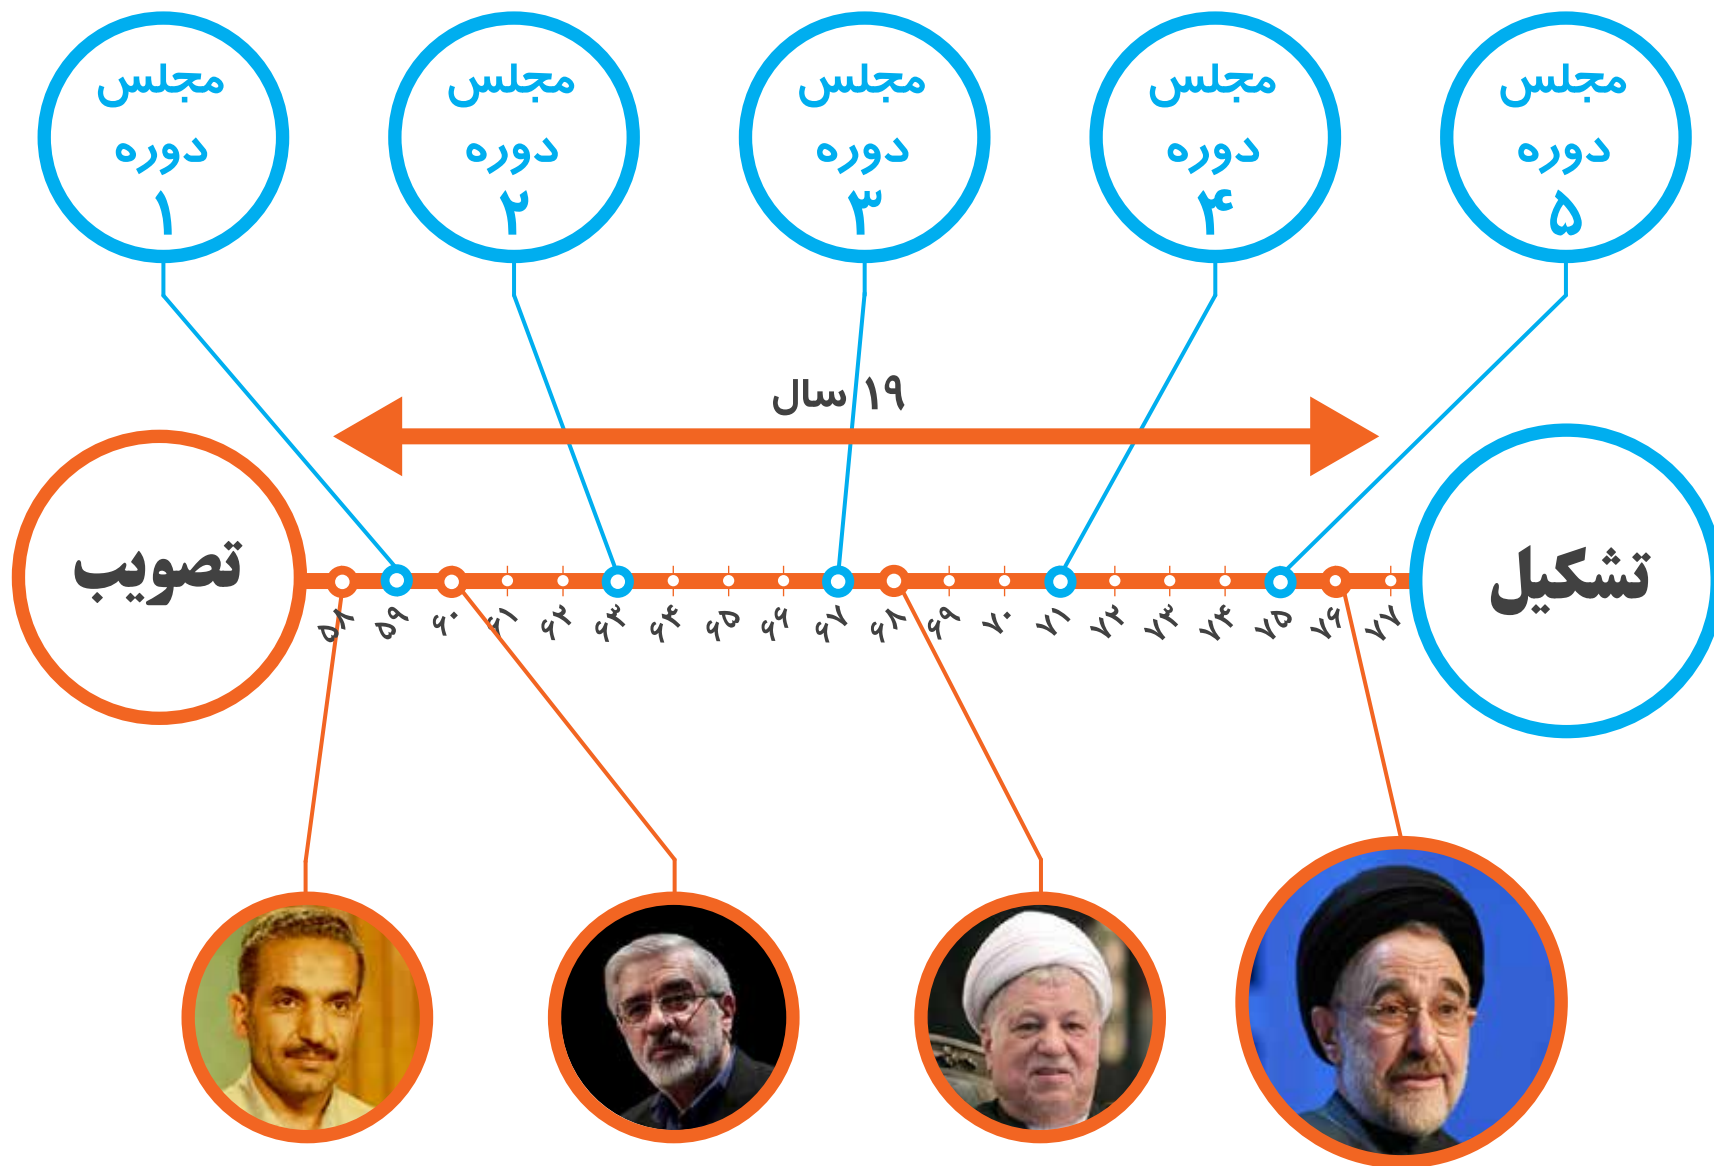 مجلس
دوره
۱
مجلس
دوره
۲
مجلس
دوره
۳
مجلس
دوره
۴
مجلس
دوره
۵
۱۹ سال
تصویب
تشکیل
۵۸
۵۹
۶۰
۶۱
۶۲
۶۳
۶۴
۶۵
۶۶
۶۷
۶۸
۶۹
۷۰
۷۱
۷۲
۷۳
۷۴
۷۵
۷۶
۷۷